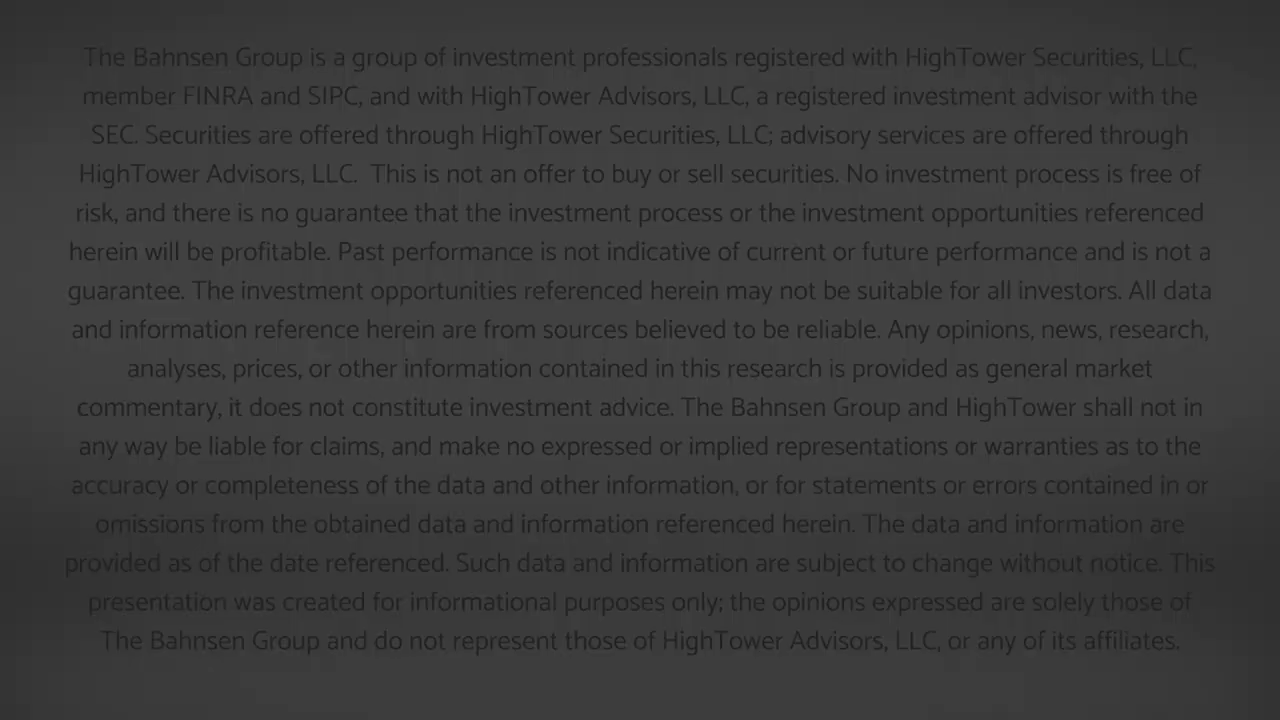 The Bahnsen Group is a group of investment professionals registered with HighTower Securities, LLC,
member FINRA and SIPC, and with HighTower Advisors, LLC, a registered investment advisor with the
SEC. Securities are offered through HighTower Securities, LLC; advisory services are offered through
HighTower Advisors, LLC.  This is not an offer to buy or sell securities. No investment process is free of
risk, and there is no guarantee that the investment process or the investment opportunities referenced
herein will be profitable. Past performance is not indicative of current or future performance and is not a
guarantee. The investment opportunities referenced herein may not be suitable for all investors. All data
and information reference herein are from sources believed to be reliable. Any opinions, news, research,
analyses, prices, or other information contained in this research is provided as general market
commentary, it does not constitute investment advice. The Bahnsen Group and HighTower shall not in
any way be liable for claims, and make no expressed or implied representations or warranties as to the
accuracy or completeness of the data and other information, or for statements or errors contained in or
omissions from the obtained data and information referenced herein. The data and information are
provided as of the date referenced. Such data and information are subject to change without notice. This
presentation was created for informational purposes only; the opinions expressed are solely those of
The Bahnsen Group and do not represent those of HighTower Advisors, LLC, or any of its affiliates.